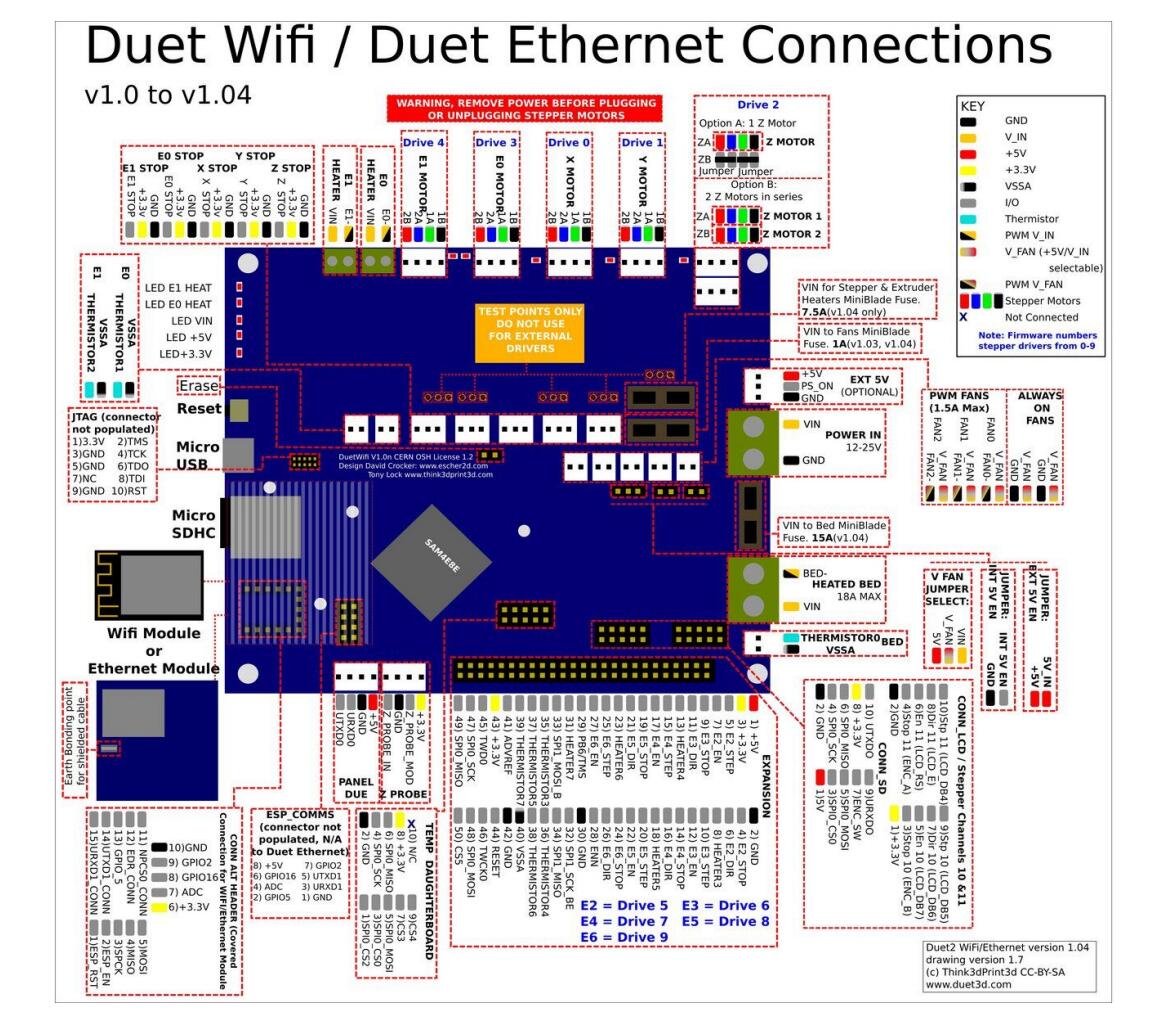 Duet Wifi / Duet Ethernet Connections
v1.0 to v1.04
WARNING, REMOVE POWER BEFORE PLUGGING
OR UNPLUGGING STEPPER MOTORS
E0 STOP
Y STOP
E1 STOP
X STOP
Z STOP
E1 STOP
+3.3v
GND
E0 STOP
+3.3v
GND
X STOP
+3.3v
GND
Y STOP
+3.3v
GND
Z STOP
+3.3v
GND
E1
HEATER
VIN
E1-
E0
HEATER
VIN
E0-
Drive 4
E1 MOTOR
2B
2A
1A
1B
Drive 3
E0 MOTOR
2B
2A
1A
1B
Drive 0
X MOTOR
2B
2A
1A
1B
Drive 1
Y MOTOR
2B
2A
1A
1B
Drive 2
Option A: 1 Z Motor
ZA
Z MOTOR
ZB
Jumper Jumper
Option B:
2 Z Motors in series
ZA
Z MOTOR 1
ZB
Z MOTOR 2
KEY
GND
V_IN
+5V
+3.3V
VSSA
I/O
Thermistor
PWM V_IN
V_FAN (+5V/V_IN
selectable)
PWM V_FAN
Stepper Motors
X Not Connected
Note: Firmware numbers
stepper drivers from 0-9
E1
THERMISTOR2
VSSA
E0
THERMISTOR1
VSSA
LED E1 HEAT
LED E0 HEAT
LED VIN
LED +5V
LED+3.3V
Erase
Reset
Micro
USB
JTAG (connector
not populated)
1)3.3V 2)TMS
3)GND 4)TCK
5)GND 6)TDO
7)NC 8)TDI
9)GND 10)RST
Micro
SDHC
Wifi Module
or
Ethernet Module
Earth Bonding point
for shielded cable
TEST POINTS ONLY
DO NOT USE
FOR EXTERNAL
DRIVERS
DuetWifi V1.0n CERN OSH License 1.2
Design David Crocker: www.escher2d.com
Tony Lock www.think3dprint3d.com
SAM4E8E
VIN for Stepper & Extruder
Heaters MiniBlade Fuse.
7.5A(v1.04 only)
VIN to Fans MiniBlade
Fuse. 1A(v1.03, v1.04)
+5V
PS_ON
GND
EXT 5V
(OPTIONAL)
VIN
POWER IN
12-25V
GND
PWM FANS
(1.5A Max)
ALWAYS
ON
FANS
FAN2
FAN1
FAN0
FAN2-
V_FAN
FAN1-
V_FAN
FAN0-
V_FAN
GND
V_FAN
GND
V_FAN
VIN to Bed MiniBlade
Fuse. 15A(v1.04)
BED-
HEATED BED
18A MAX
VIN
THERMISTOR0
VSSA
BED
V FAN
JUMPER
SELECT:
5V
V_FAN
VIN
JUMPER:
INT 5V EN
INT 5V EN
GND
JUMPER:
EXT 5V EN
5V_IN
+5V
UTXD0
URXD0
GND
+5V
PANEL
DUE
Z_PROBE_IN
GND
Z_PROBE_MOD
+3.3V
Z PROBE
CONN ALT HEADER (Covered
Connection for WiFi/Ethernet Module
11) NPCS0_CONN
12) EDR_CONN
13) GPIO_5
14)UTXD1_CONN
15)URXD1_CONN
10)GND
9) GPIO2
8) GPIO16
7) ADC
6)+3.3V
5)MOSI
4)MISO
3)SPCK
2)ESP_EN
1)ESP_RST
ESP_COMMS
(connector not
populated, N/A
to Duet Ethernet)
8) +5V 7) GPIO2
6) GPIO16 5) UTXD1
4) ADC 3) URXD1
2) GPIO5 1) GND
TEMP DAUGHTERBOARD
10) N/C
X
8) +3.3V
6) SPI0_MISO
4) SPI0_SCK
2) GND
9)CS4
7)CS3
5)SPI0_MOSI
3)SPI0_CS0
1)SPI0_CS2
EXPANSION
1) +5V
3) +3.3V
5) E2_STEP
7) E2_EN
9) E3_STOP
11) E3_DIR
13) HEATER4
15) E4_STEP
17) E4_EN
19) E5_STOP
21) E5_DIR
23) HEATER6
25) E6_STEP
27) E6_EN
29) PB6/TMS
31) HEATER7
33) SPI1_MOSI_B
35) THERMISTOR3
37) THERMISTOR5
39) THERMISTOR7
41) ADVREF
43) +3.3V
45) TWD0
47) SPI0_SCK
49) SPI0_MISO
2) GND
4) E2_STOP
6) E2_DIR
8) HEATER3
10) E3_STEP
12) E3_EN
14) E4_STOP
16) E4_DIR
18) HEATER5
20) E5_STEP
22) E5_EN
24) E6_STOP
26) E6_DIR
28) ENN
30) GND
32) SPI1_SCK_BE
34) SPI1_MISO
36) THERMISTOR4
38) THERMISTOR6
40) VSSA
42) GND
44) RESET
46) TWCK0
48) SPI0_MOSI
50) CS5
E2 = Drive 5 E3 = Drive 6
E4 = Drive 7 E5 = Drive 8
E6 = Drive 9
CONN_SD
10) UTXDO
8) +3.3V
6) SPI0_MISO
4) SPI0_SCK
2) GND
9)URXDO
7)ENC_SW
5)SPI0_MOSI
3)SPI0_CS0
1)5V
CONN_LCD / Stepper Channels 10 &11
10)Stp 11 (LCD_DB4)
8)Dir 11 (LCD_E)
6)En 11 (LCD_RS)
4)Stop 11 (ENC_A)
2)GND
9)Stp 10 (LCD_DB5)
7)Dir 10 (LCD_DB6)
5)En 10 (LCD_DB7)
3)Stop 10 (ENC_B)
1)+3.3V
Duet2 WiFi/Ethernet version 1.04
drawing version 1.7
(c) Think3dPrint3d CC-BY-SA
www.duet3d.com